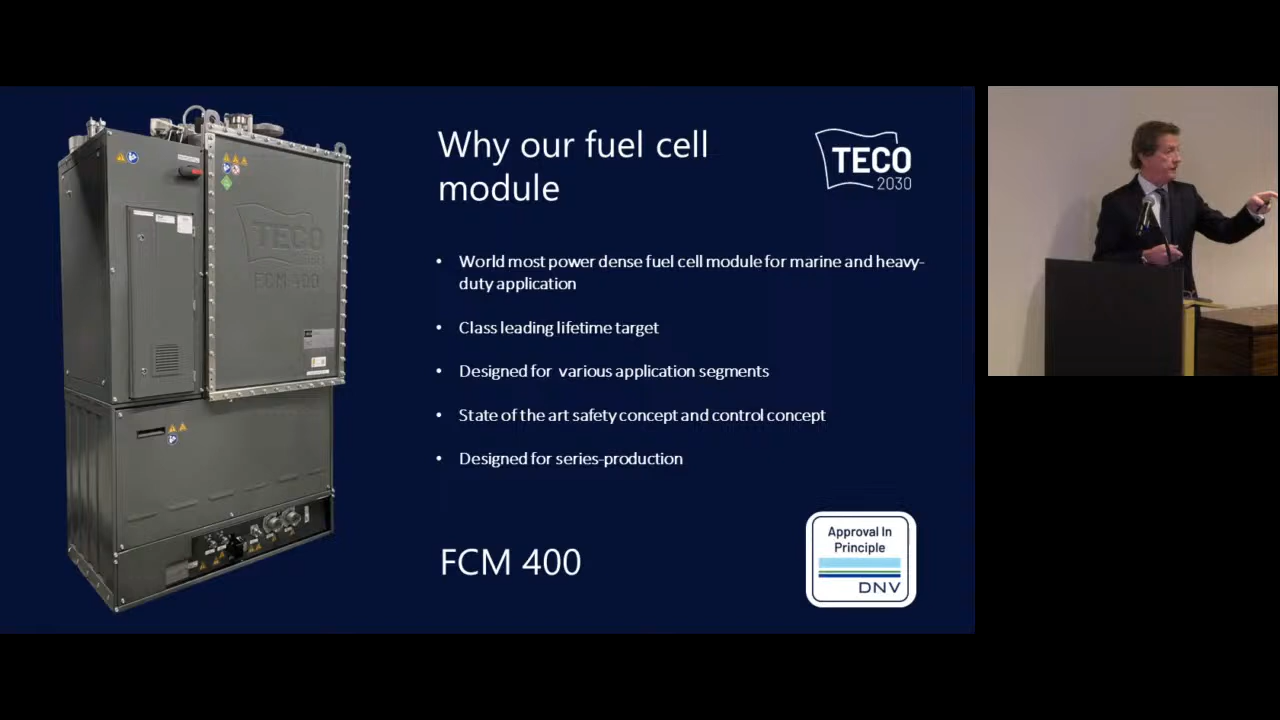 Why our fuel cell
module
TECO
2030
• World most power dense fuel cell module for marine and heavy-
duty application
• Class leading lifetime target
• Designed for various application segments
• State of the art safety concept and control concept
• Designed for series-production
FCM 400
Approval In
Principle
DNV
TECO
FCM 400